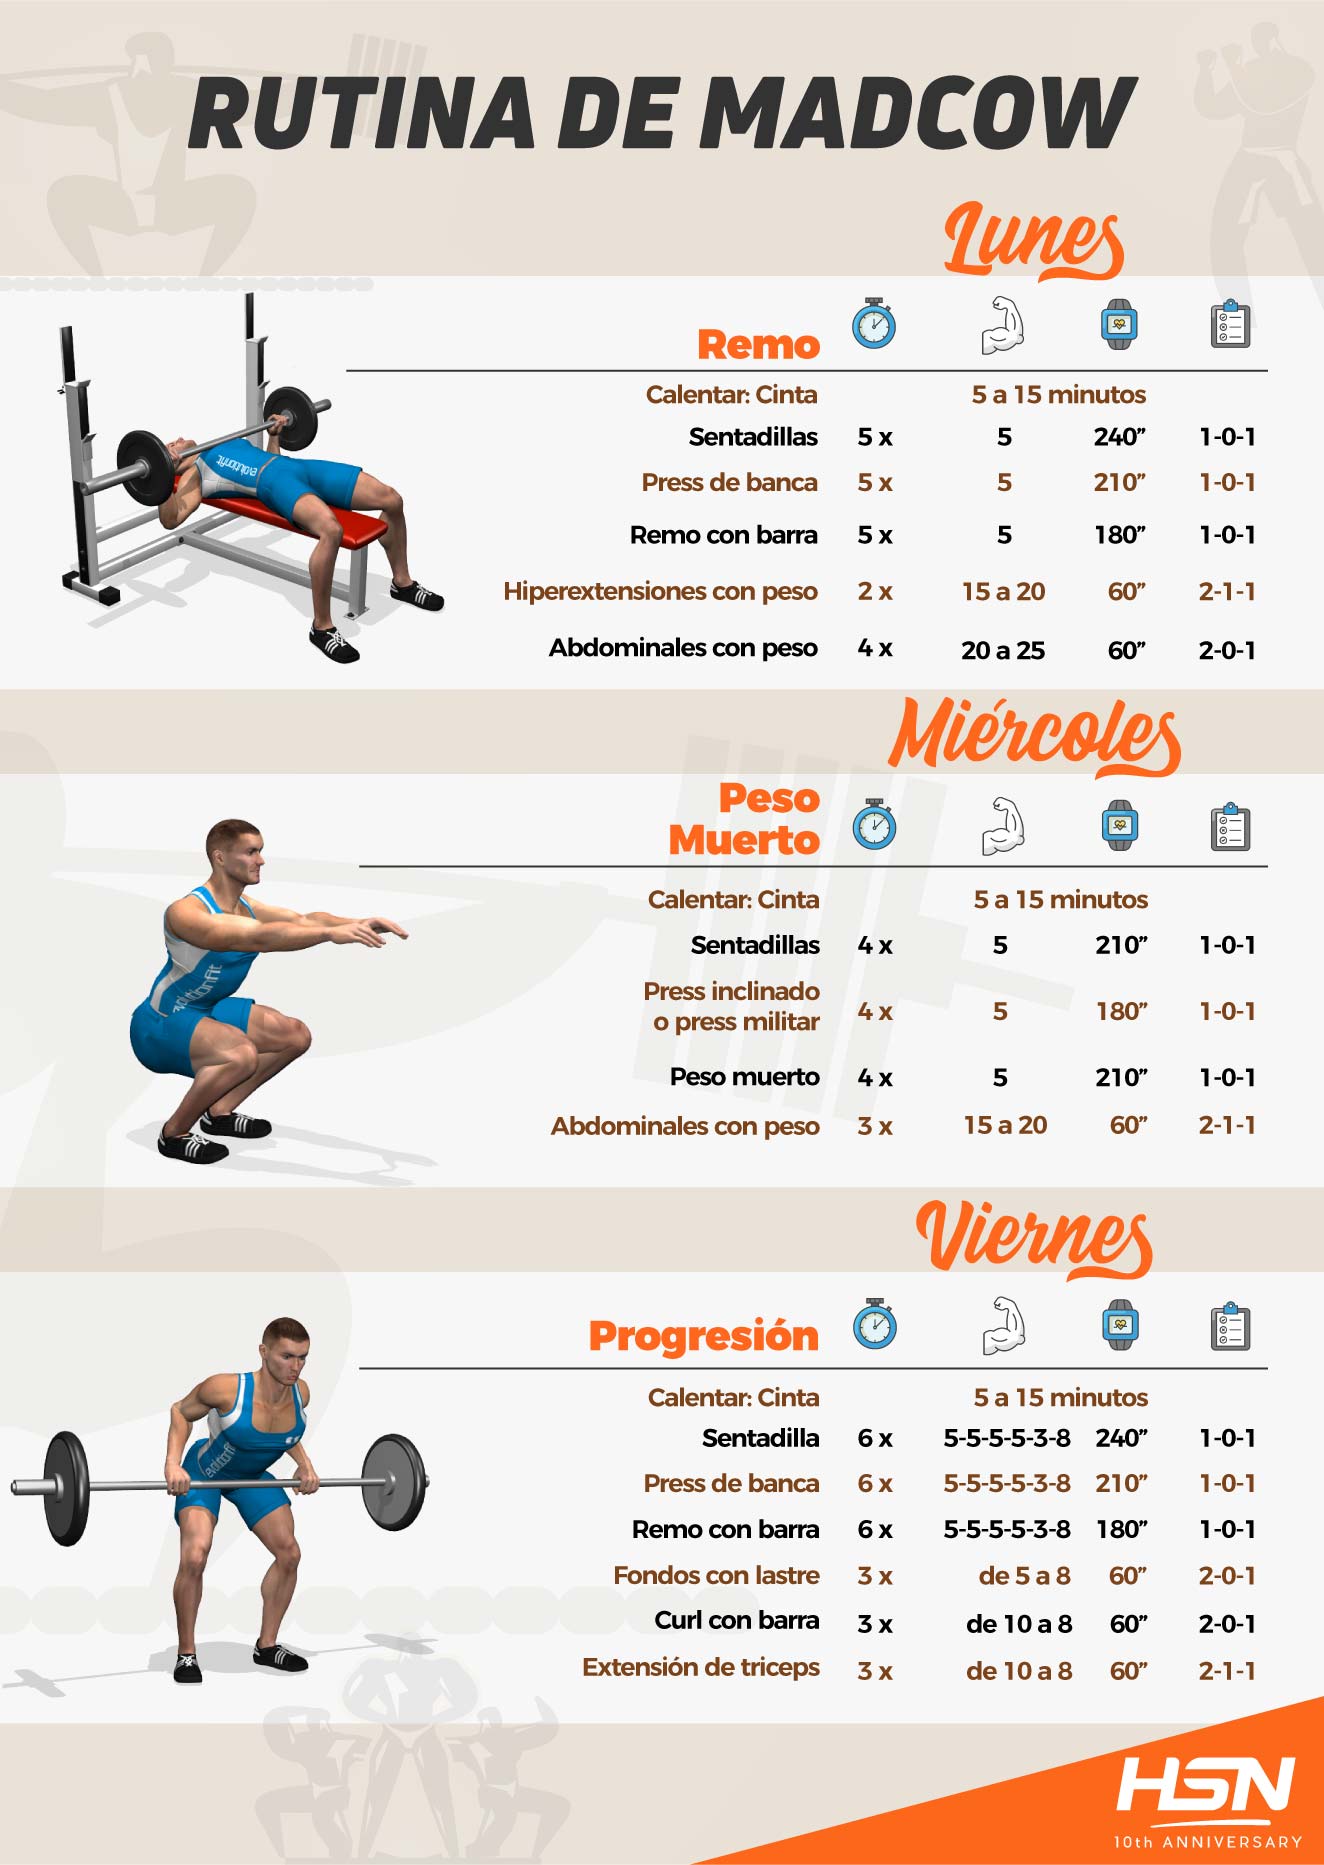 RUTINA DE MADCOW
Lunes
Remo
Calentar: Cinta 5 a 15 minutos
Sentadillas 5 x 5 240” 1-0-1
Press de banca 5 x 5 210” 1-0-1
Remo con barra 5 x 5 180” 1-0-1
Hiperextensiones con peso 2 x 15 a 20 60” 2-1-1
Abdominales con peso 4 x 20 a 25 60” 2-0-1
evolutionfit
Miércoles
Peso
Muerto
Calentar: Cinta 5 a 15 minutos
Sentadillas 4 x 5 210” 1-0-1
Press inclinado
o press militar 4 x 5 180” 1-0-1
Peso muerto 4 x 5 210” 1-0-1
Abdominales con peso 3 x 15 a 20 60” 2-1-1
evolutionfit
Viernes
Progresión
Calentar: Cinta 5 a 15 minutos
Sentadilla 6 x 5-5-5-5-3-8 240” 1-0-1
Press de banca 6 x 5-5-5-5-3-8 210” 1-0-1
Remo con barra 6 x 5-5-5-5-3-8 180” 1-0-1
Fondos con lastre 3 x de 5 a 8 60” 2-0-1
Curl con barra 3 x de 10 a 8 60” 2-0-1
Extensión de triceps 3 x de 10 a 8 60” 2-1-1
evolutionfit
HSN
10th ANNIVERSARY